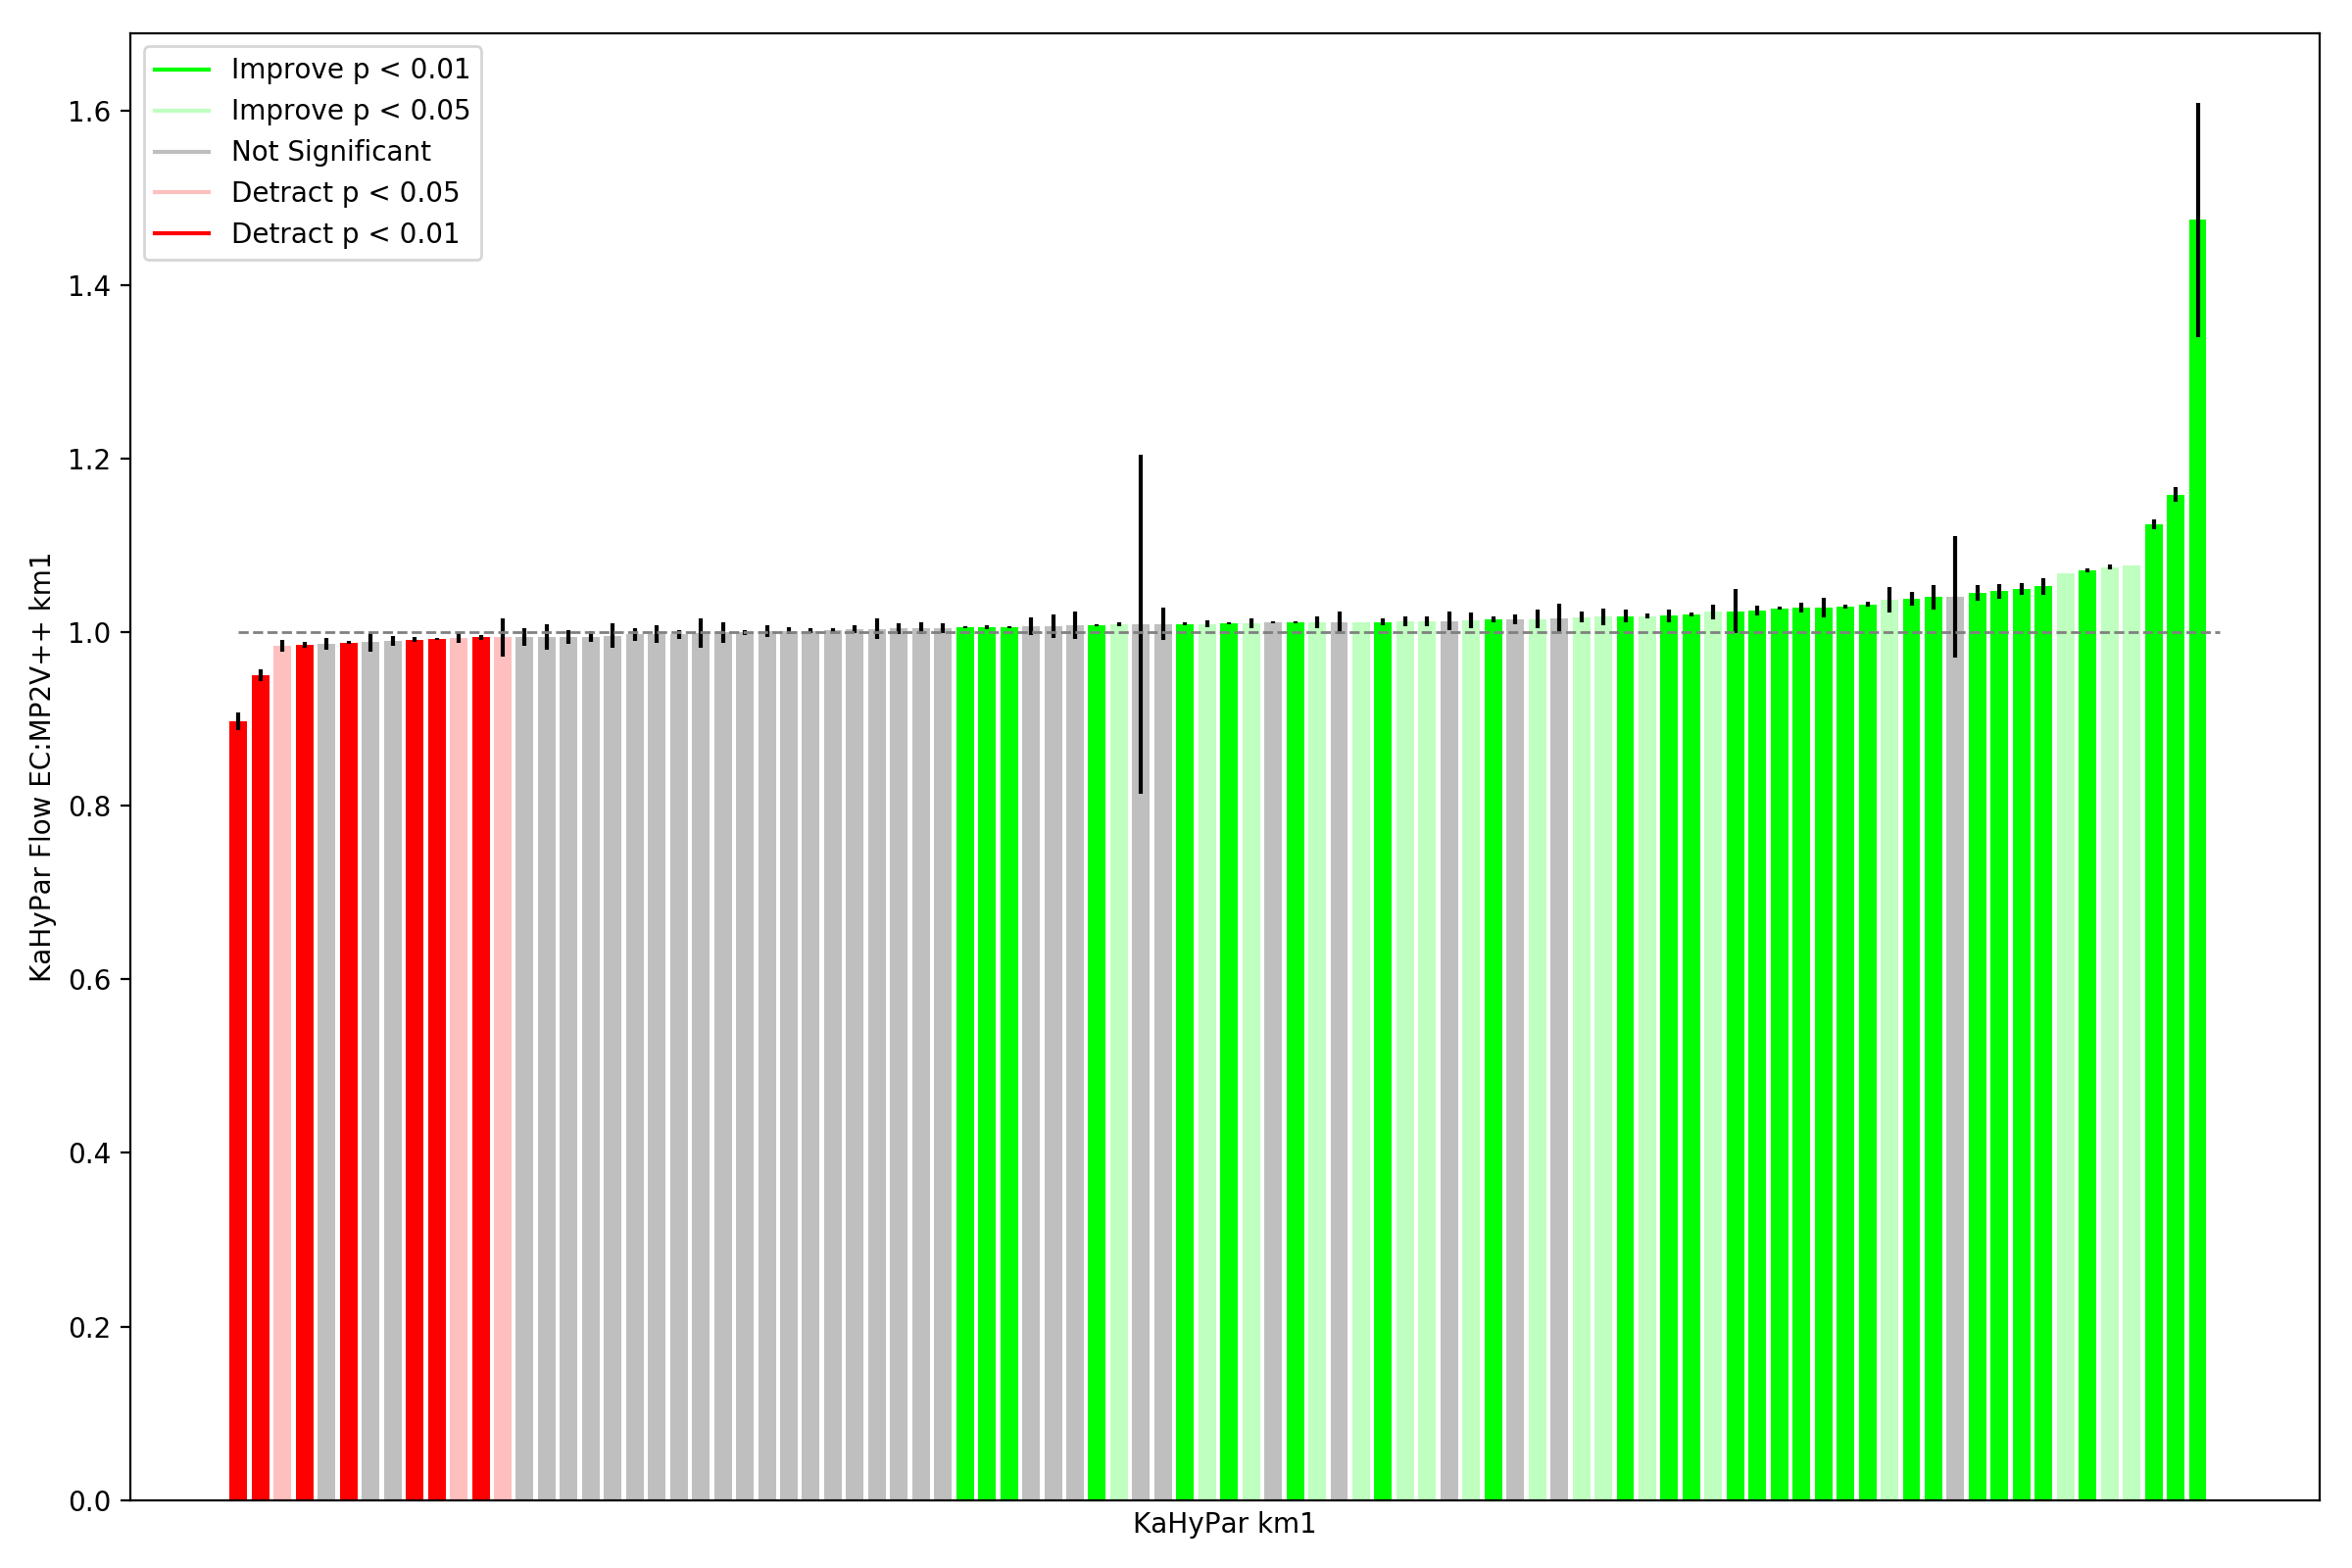 Improve p < 0.01
Improve p < 0.05
Not Significant
Detract p < 0.05
Detract p < 0.01
1.6
1.4
1.2
1.0
0.8
0.6
0.4
0.2
0.0
KaHyPar Flow EC:MP2V++ km1
KaHyPar km1